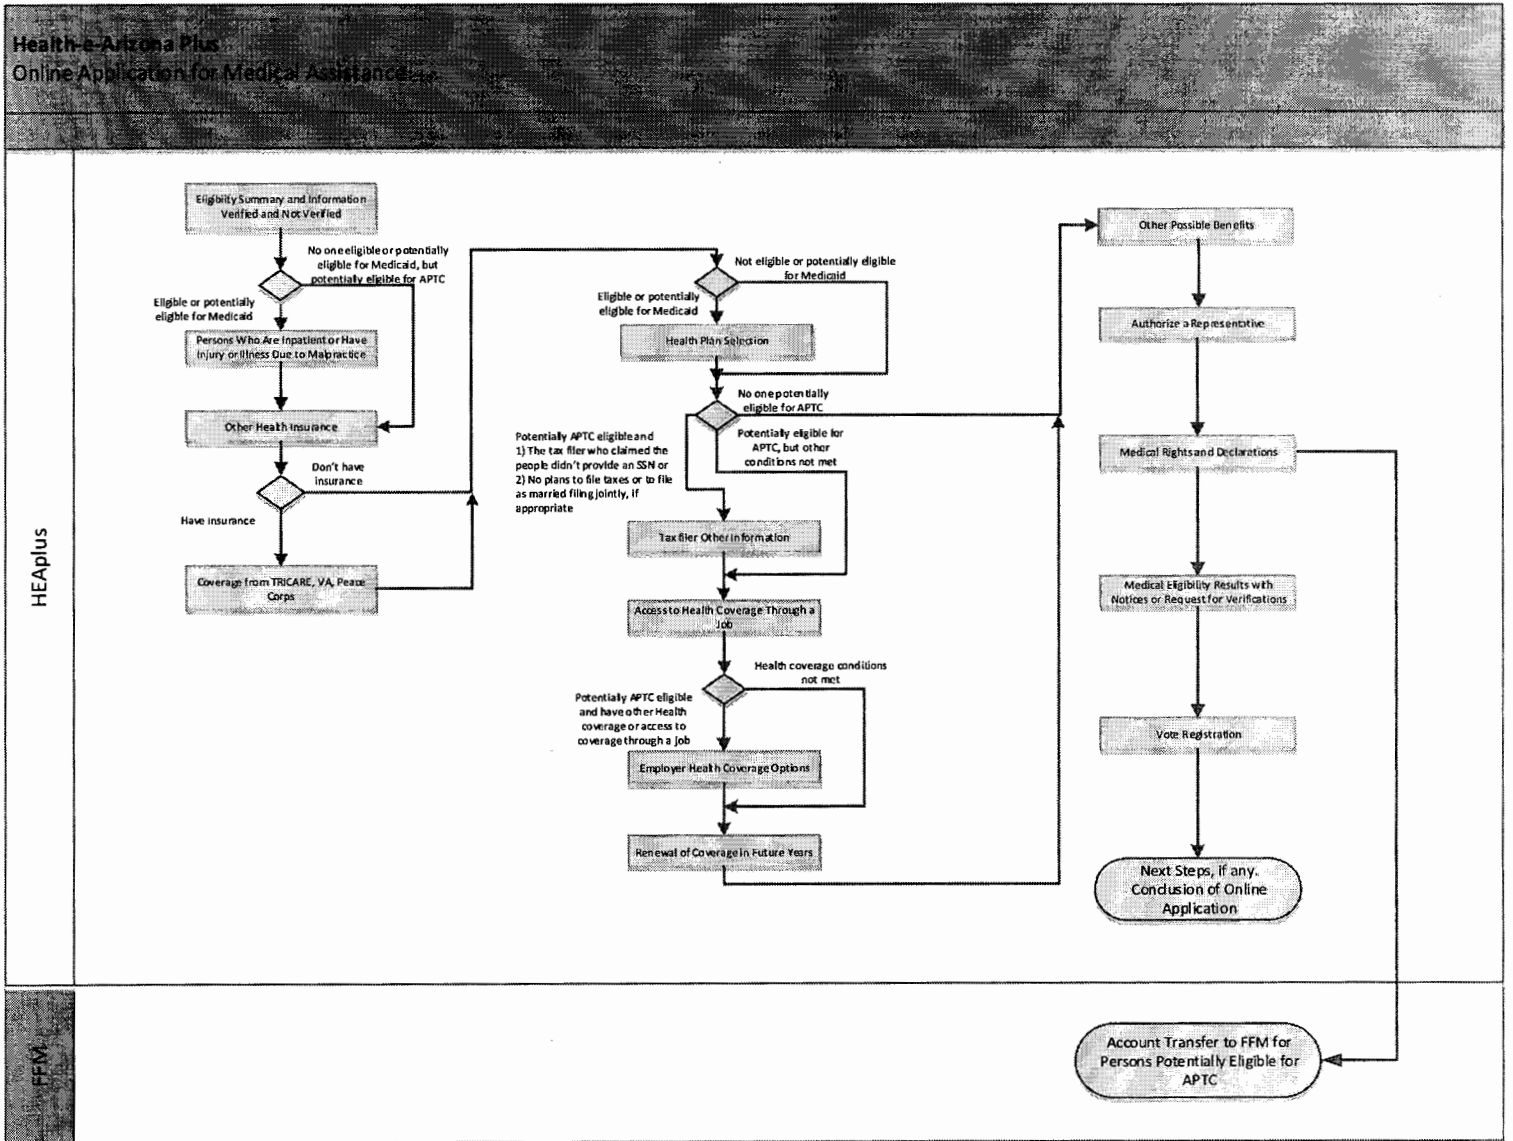 Health-e-Arizona Plus
Online Application for Medical Assistance
HEAplus
Eligibility Summary and Information
Verified and Not Verified
No one eligible or potentially
eligible for Medicaid, but
potentially eligible for APTC
Eligible or potentially
eligible for Medicaid
Persons Who Are Inpatient or Have
Injury or Illness Due to Malpractice
Other Health Insurance
Don't have
insurance
Have insurance
Coverage from TRICARE, VA, Peace
Corps
Not eligible or potentially eligible
for Medicaid
Eligible or potentially
eligible for Medicaid
Health Plan Selection
No one potentially
eligible for APTC
Potentially eligible for
APTC, but other
conditions not met
Potentially APTC eligible and
1) The tax filer who claimed the
people didn't provide an SSN or
2) No plans to file taxes or to file
as married filing jointly, if
appropriate
Tax filer Other Information
Access to Health Coverage Through a
Job
Health coverage conditions
not met
Potentially APTC eligible
and have other Health
coverage or access to
coverage through a job
Employer Health Coverage Options
Renewal of Coverage in Future Years
Other Possible Benefits
Authorize a Representative
Medical Rights and Declarations
Medical Eligibility Results with
Notices or Request for Verifications
Vote Registration
Next Steps, if any.
Conclusion of Online
Application
FFM
Account Transfer to FFM for
Persons Potentially Eligible for
APTC